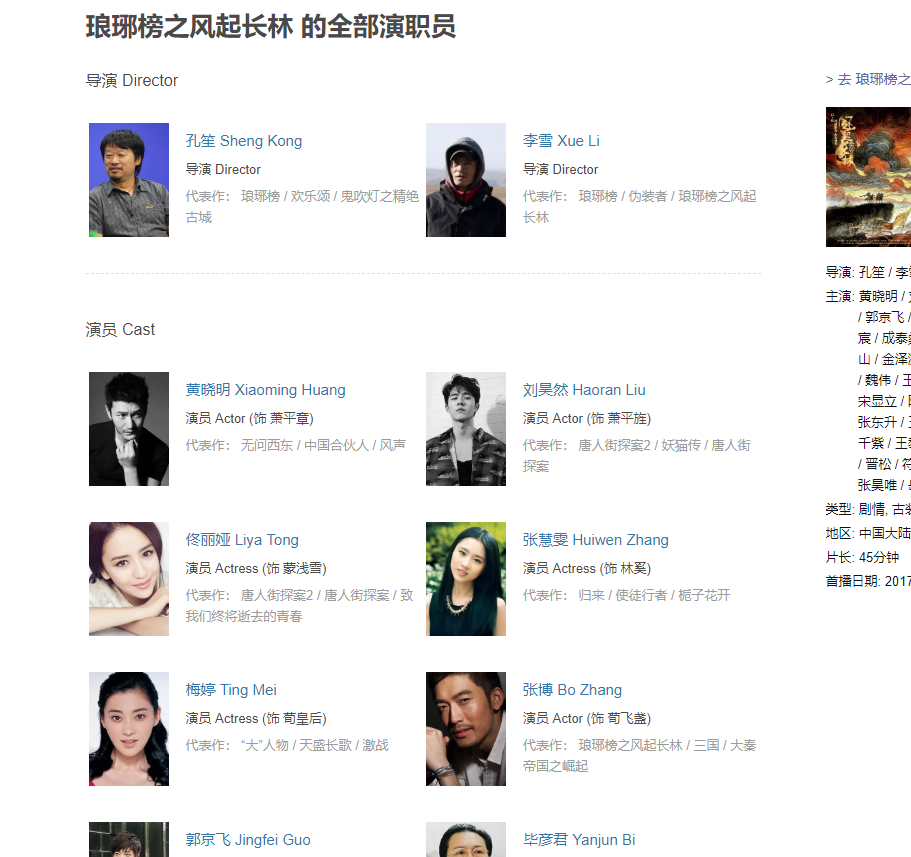 琅琊榜之风起长林 的全部演职员
导演 Director
孔笙 Sheng Kong
导演 Director
代表作： 琅琊榜 / 欢乐颂 / 鬼吹灯之精绝
古城
李雪 Xue Li
导演 Director
代表作： 琅琊榜 / 伪装者 / 琅琊榜之风起
长林
演员 Cast
黄晓明 Xiaoming Huang
演员 Actor (饰 萧平章)
代表作： 无问西东 / 中国合伙人 / 风声
刘昊然 Haoran Liu
演员 Actor (饰 萧平旌)
代表作： 唐人街探案2 / 妖猫传 / 唐人街
探案
佟丽娅 Liya Tong
演员 Actress (饰 蒙浅雪)
代表作： 唐人街探案2 / 唐人街探案 / 致
我们终将逝去的青春
张慧雯 Huiwen Zhang
演员 Actress (饰 林奚)
代表作： 归来 / 使徒行者 / 栀子花开
梅婷 Ting Mei
演员 Actress (饰 荀皇后)
代表作： “大”人物 / 天盛长歌 / 激战
张博 Bo Zhang
演员 Actor (饰 荀飞盏)
代表作： 琅琊榜之风起长林 / 三国 / 大秦
帝国之崛起
郭京飞 Jingfei Guo
毕彦君 Yanjun Bi
> 去 琅琊榜之
导演: 孔笙 / 李
主演: 黄晓明 /
/ 郭京飞 /
宸 / 成泰
山 / 金泽
/ 魏伟 / 王
宋显立 /
张东升 /
千紫 / 王
/ 晋松 / 符
张昊唯 /
类型: 剧情, 古装
地区: 中国大陆
片长: 45分钟
首播日期: 2017